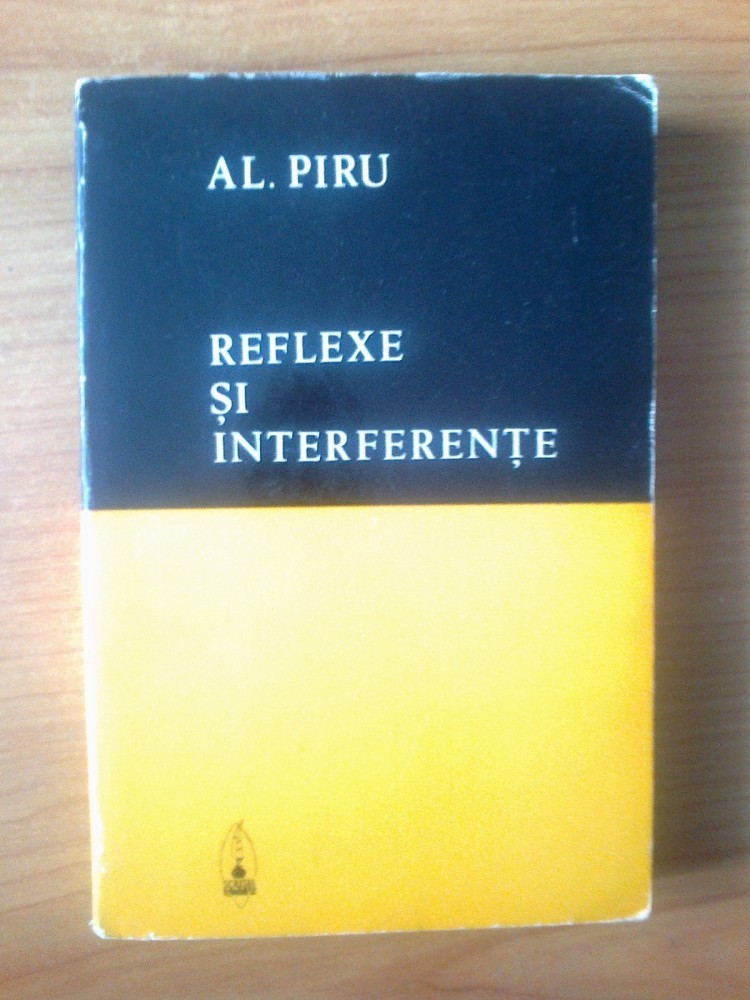 AL. PIRU
REFLEXE
ȘI
INTERFERENȚE